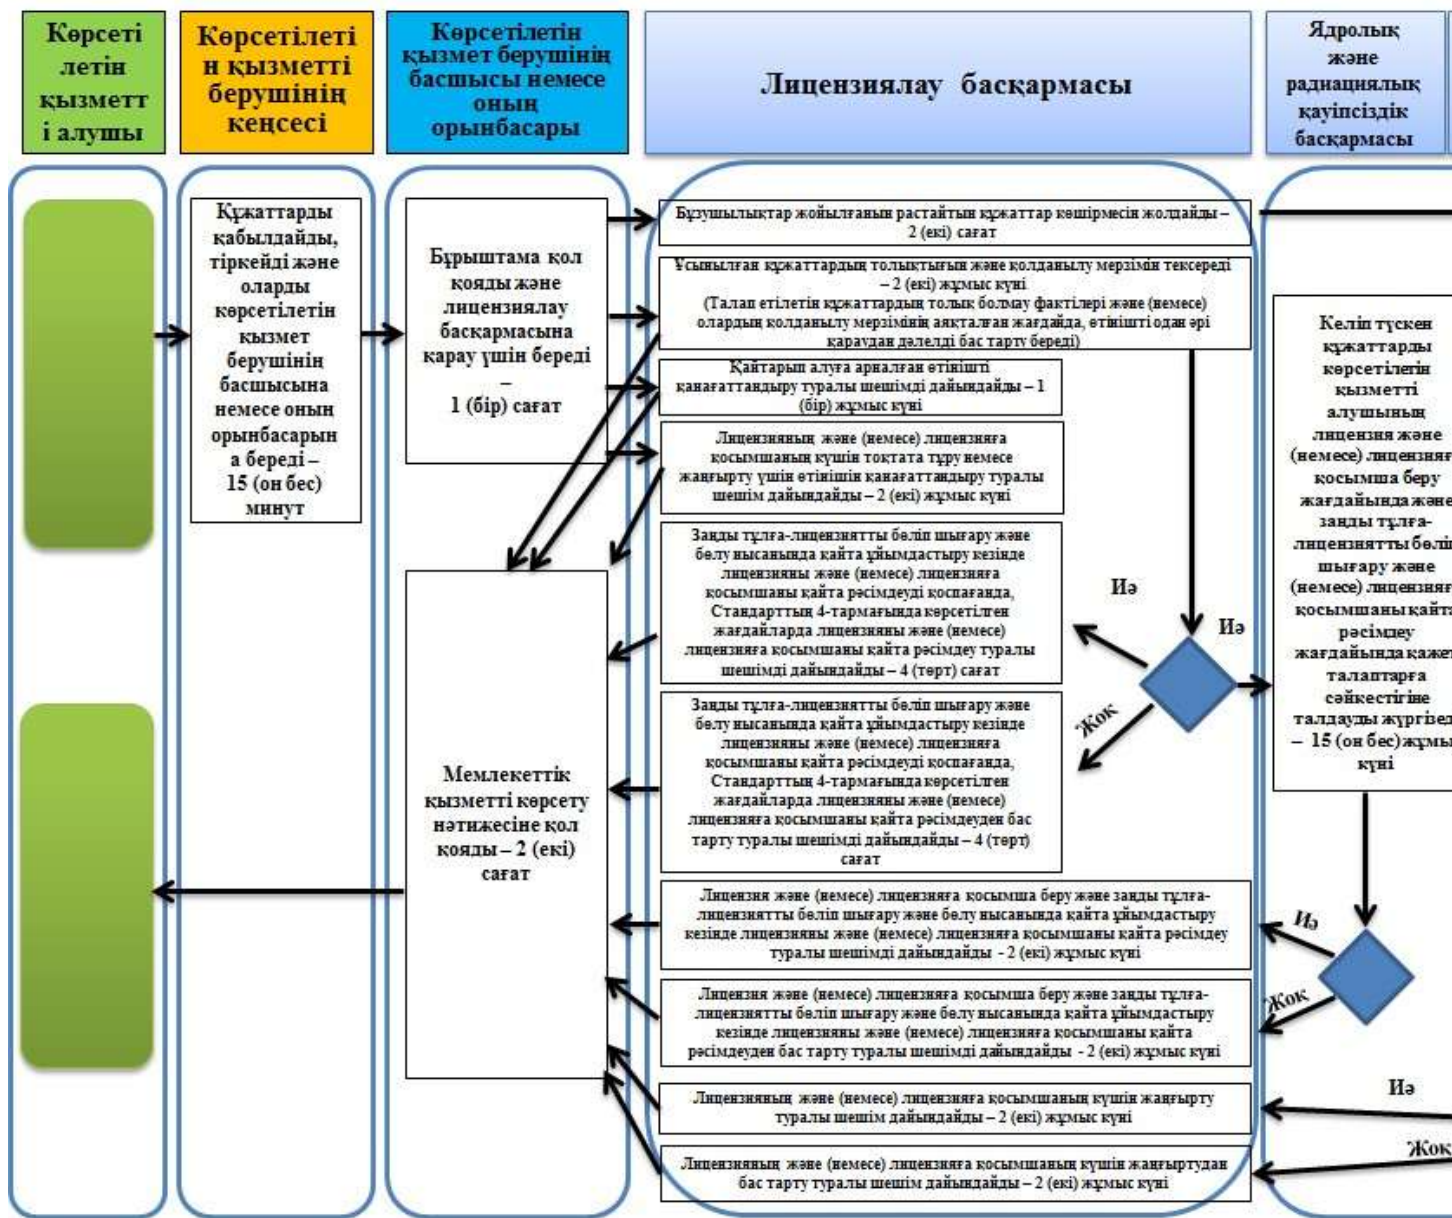 Көрсеті
летін
қызметт
і алушы
Көрсетілеті
н қызметті
берушінің
кеңсесі
Көрсетілетін
қызмет берушінің
басшысы немесе
оның
орынбасары
Лицензиялау басқармасы
Ядролық
және
радиациялық
қауіпсіздік
басқармасы
Құжаттарды
қабылдайды,
тіркейді және
оларды
көрсетілетін
қызмет
берушінің
басшысына
немесе оның
орынбасарын
а береді –
15 (он бес)
минут
Бұрыштама қол
қояды және
лицензиялау
басқармасына
қарау үшін береді
–
1 (бір) сағат
Мемлекеттік
қызметті көрсету
нәтижесіне қол
қояды – 2 (екі)
сағат
Бұзушылықтар жойылғанын растайтын құжаттар көшірмесін жолдайды –
2 (екі) сағат
Ұсынылған құжаттардың толықтығын және қолданылу мерзімін тексереді
– 2 (екі) жұмыс күні
(Талап етілетін құжаттардың толық болмау фактілері және (немесе)
олардың қолданылу мерзімінің аяқталған жағдайда, өтінішті одан әрі
қараудан дәлелді бас тарту береді)
Қайтарып алуға арналған өтінішті
қанағаттандыру туралы шешімді дайындайды – 1
(бір) жұмыс күні
Лицензияның және (немесе) лицензияға
қосымшаның күшін тоқтата тұру немесе
жаңғырту үшін өтінішін қанағаттандыру туралы
шешім дайындайды – 2 (екі) жұмыс күні
Заңды тұлға-лицензиятты бөліп шығару және
бөлу нысанында қайта ұйымдастыру кезінде
лицензияны және (немесе) лицензияға
қосымшаны қайта рәсімдеуді қоспағанда,
Стандарттың 4-тармағында көрсетілген
жағдайларда лицензияны және (немесе)
лицензияға қосымшаны қайта рәсімдеу туралы
шешімді дайындайды – 4 (төрт) сағат
Заңды тұлға-лицензиятты бөліп шығару және
бөлу нысанында қайта ұйымдастыру кезінде
лицензияны және (немесе) лицензияға
қосымшаны қайта рәсімдеуді қоспағанда,
Стандарттың 4-тармағында көрсетілген
жағдайларда лицензияны және (немесе)
лицензияға қосымшаны қайта рәсімдеуден бас
тарту туралы шешімді дайындайды – 4 (төрт)
сағат
Лицензия және (немесе) лицензияға қосымша беру және заңды тұлға-
лицензиятты бөліп шығару және бөлу нысанында қайта ұйымдастыру
кезінде лицензияны және (немесе) лицензияға қосымшаны қайта рәсімдеу
туралы шешімді дайындайды - 2 (екі) жұмыс күні
Лицензия және (немесе) лицензияға қосымша беру және заңды тұлға-
лицензиятты бөліп шығару және бөлу нысанында қайта ұйымдастыру
кезінде лицензияны және (немесе) лицензияға қосымшаны қайта
рәсімдеуден бас тарту туралы шешімді дайындайды - 2 (екі) жұмыс күні
Лицензияның және (немесе) лицензияға қосымшаның күшін жаңғырту
туралы шешім дайындайды – 2 (екі) жұмыс күні
Лицензияның және (немесе) лицензияға қосымшаның күшін жаңғыртудан
бас тарту туралы шешім дайындайды – 2 (екі) жұмыс күні
Иә
Иә
Жоқ
Келіп түскен
құжаттарды
көрсетілетін
қызметті
алушының
лицензия және
(немесе) лицензияғ
қосымша беру
жағдайында және
заңды тұлға-
лицензиятты бөліп
шығару және
(немесе) лицензияғ
қосымшаны қайта
рәсімдеу
жағдайында қажет
талаптарға
сәйкестігіне
талдауды жүргізед
– 15 (он бес) жұмыс
күні
Иә
Жоқ
Иә
Жоқ